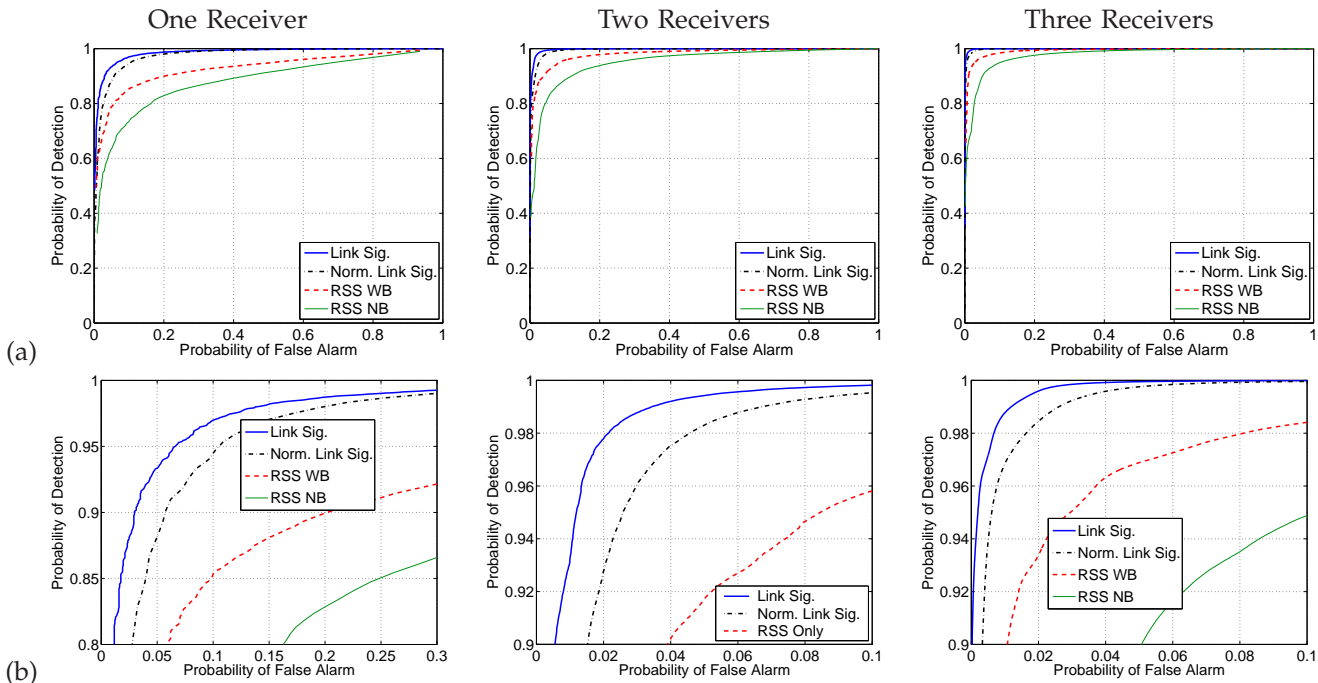 One Receiver
Two Receivers
Three Receivers
(a)
Probability of Detection
1
0.8
0.6
0.4
0.2
0
0 0.2 0.4 0.6 0.8 1
Probability of False Alarm
Link Sig.
Norm. Link Sig.
RSS WB
RSS NB
Probability of Detection
1
0.8
0.6
0.4
0.2
0
0 0.2 0.4 0.6 0.8 1
Probability of False Alarm
Link Sig.
Norm. Link Sig.
RSS WB
RSS NB
Probability of Detection
1
0.8
0.6
0.4
0.2
0
0 0.2 0.4 0.6 0.8 1
Probability of False Alarm
Link Sig.
Norm. Link Sig.
RSS WB
RSS NB
(b)
Probability of Detection
1
0.95
0.9
0.85
0.8
0 0.05 0.1 0.15 0.2 0.25 0.3
Probability of False Alarm
Link Sig.
Norm. Link Sig.
RSS WB
RSS NB
Probability of Detection
1
0.98
0.96
0.94
0.92
0.9
0 0.02 0.04 0.06 0.08 0.1
Probability of False Alarm
Link Sig.
Norm. Link Sig.
RSS Only
Probability of Detection
1
0.98
0.96
0.94
0.92
0.9
0 0.02 0.04 0.06 0.08 0.1
Probability of False Alarm
Link Sig.
Norm. Link Sig.
RSS WB
RSS NB